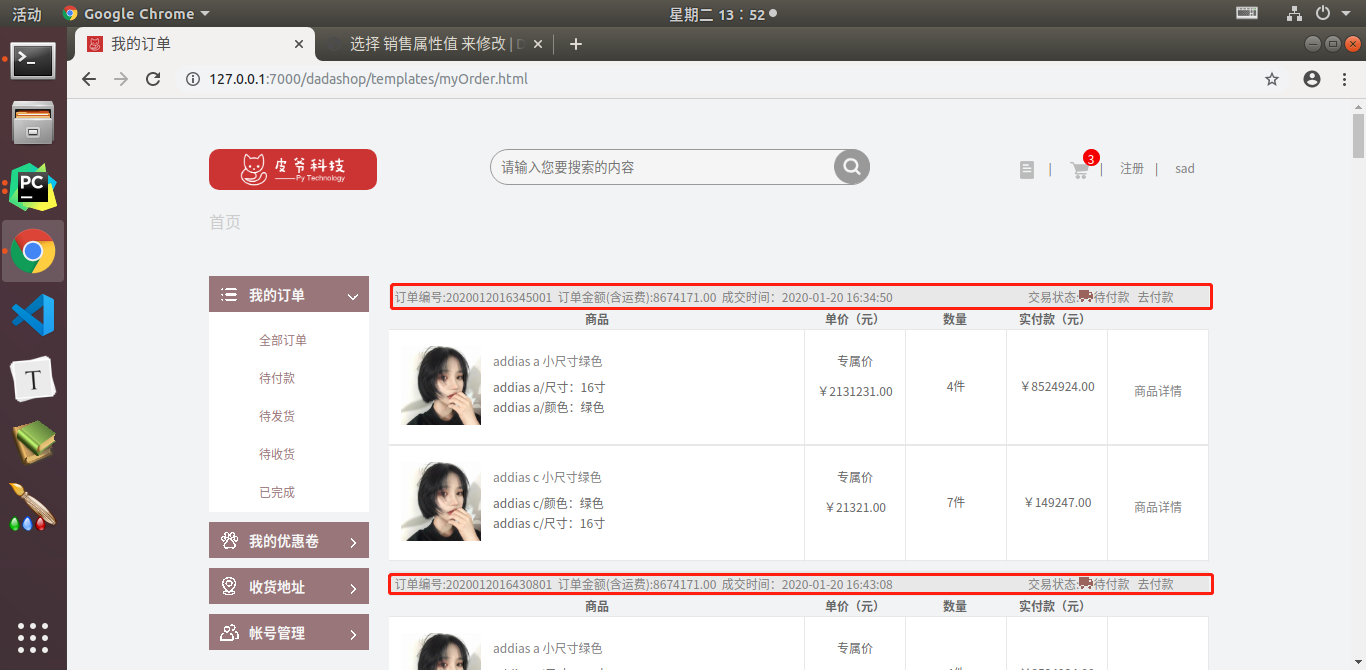 活动 Google Chrome 星期二 13：52
我的订单 选择 销售属性值 来修改 | D
127.0.0.1:7000/dadashop/templates/myOrder.html
皮爷科技
Py Technology
请输入您要搜索的内容
3
| | 注册 | sad
首页
我的订单
全部订单
待付款
待发货
待收货
已完成
我的优惠卷
收货地址
帐号管理
订单编号:2020012016345001 订单金额(含运费):8674171.00 成交时间：2020-01-20 16:34:50 交易状态:待付款 去付款
商品 单价（元） 数量 实付款（元）
addias a 小尺寸绿色
addias a/尺寸：16寸
addias a/颜色：绿色
专属价
￥2131231.00
4件
￥8524924.00
商品详情
addias c 小尺寸绿色
addias c/颜色：绿色
addias c/尺寸：16寸
专属价
￥21321.00
7件
￥149247.00
商品详情
订单编号:2020012016430801 订单金额(含运费):8674171.00 成交时间：2020-01-20 16:43:08 交易状态:待付款 去付款
商品 单价（元） 数量 实付款（元）
addias a 小尺寸绿色
专属价
PC
T